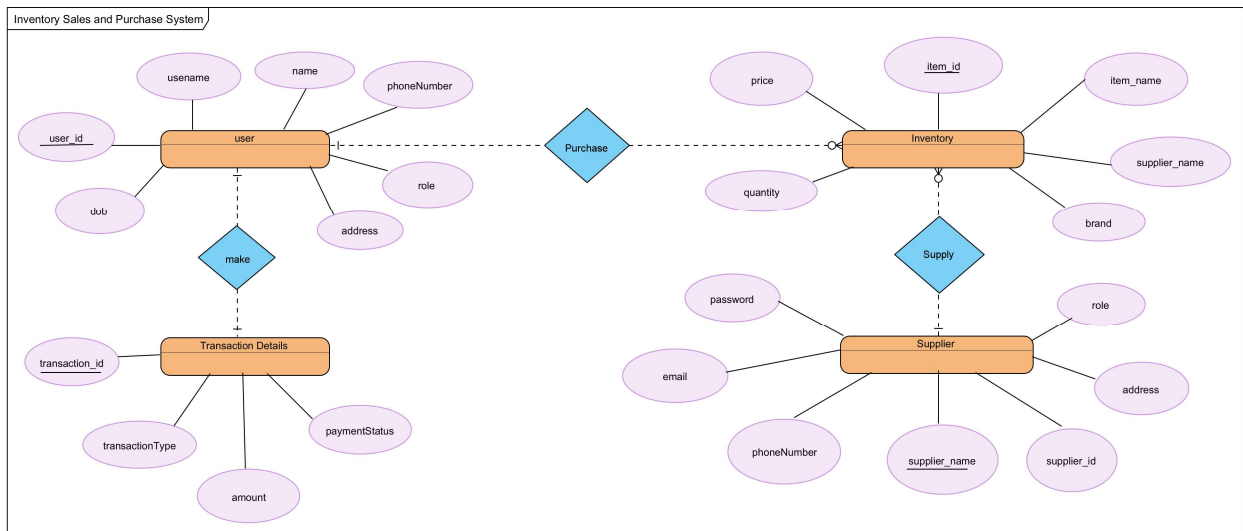 Inventory Sales and Purchase System
usename
name
phoneNumber
user_id
user
dob
role
address
Purchase
price
item_id
item_name
Inventory
supplier_name
quantity
brand
make
Supply
Transaction Details
transaction_id
transactionType
amount
paymentStatus
password
role
Supplier
email
address
phoneNumber
supplier_name
supplier_id